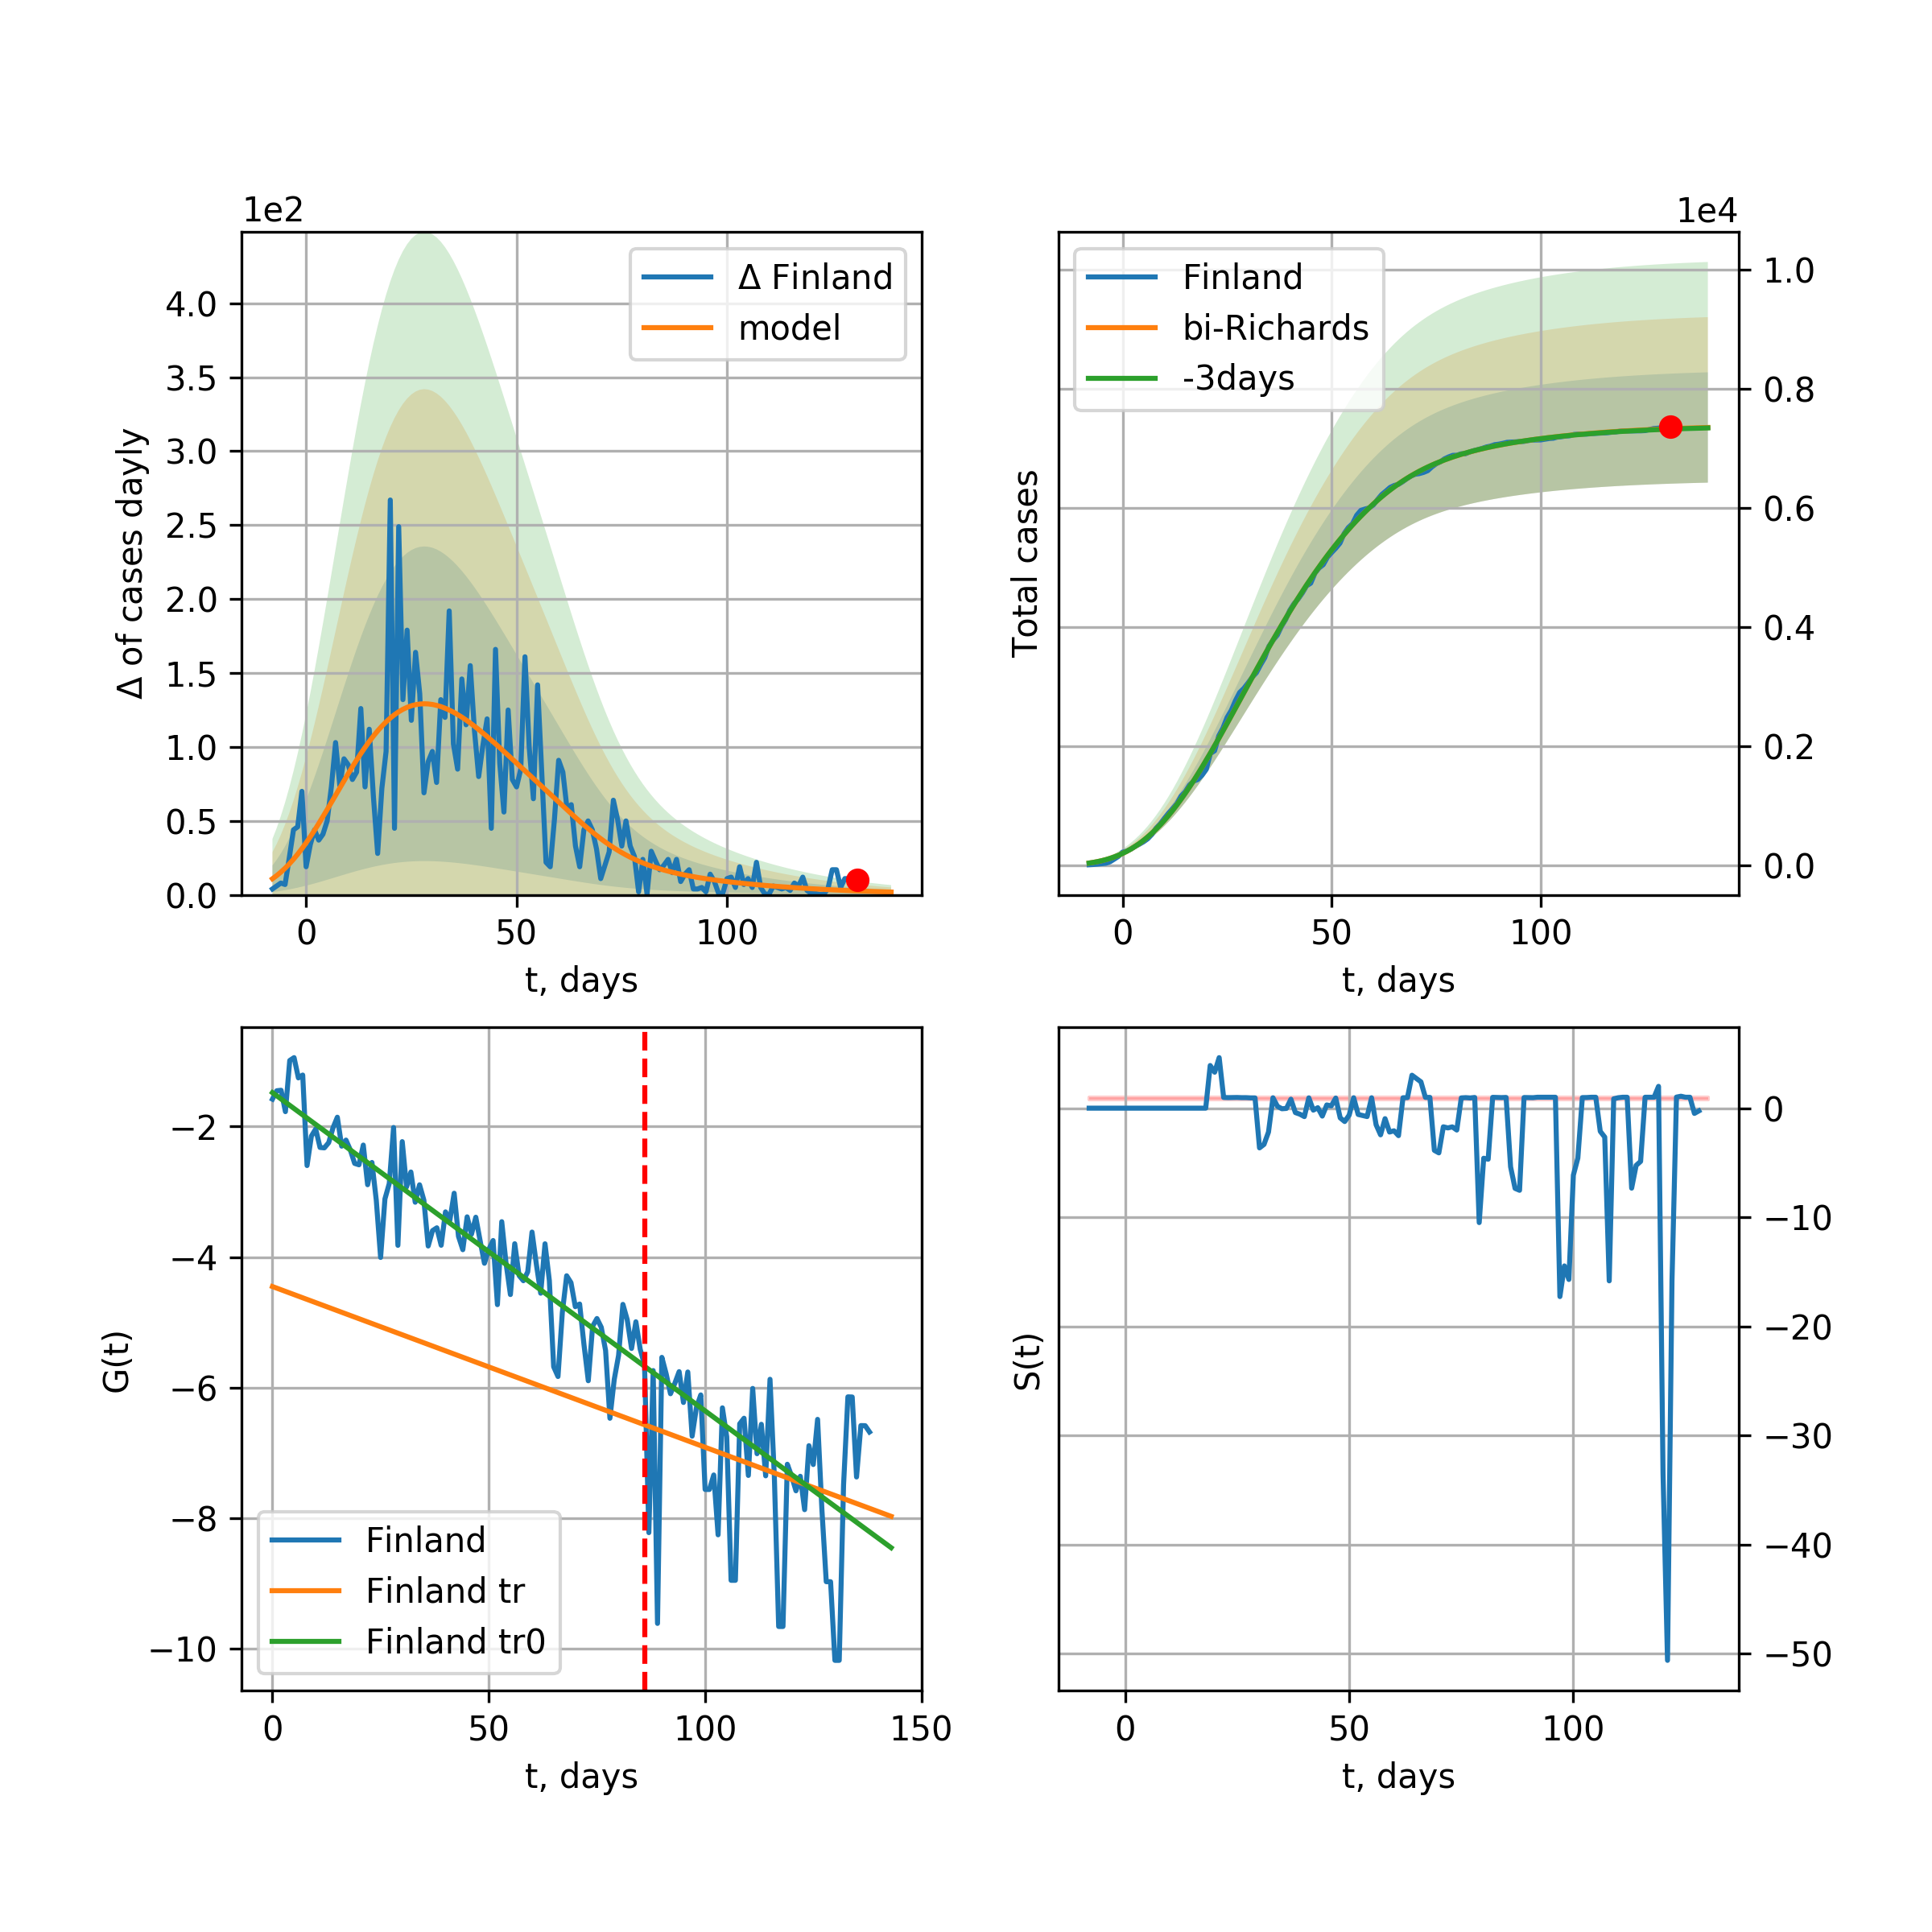 1e2
Δ of cases dayly
4.0
3.5
3.0
2.5
2.0
1.5
1.0
0.5
0.0
0 50 100
t, days
Δ Finland
model
1e4
Total cases
Finland
bi-Richards
-3days
1.0
0.8
0.6
0.4
0.2
0.0
0 50 100
t, days
G(t)
−2
−4
−6
−8
−10
0 50 100 150
t, days
Finland
Finland tr
Finland tr0
S(t)
0
−10
−20
−30
−40
−50
0 50 100
t, days